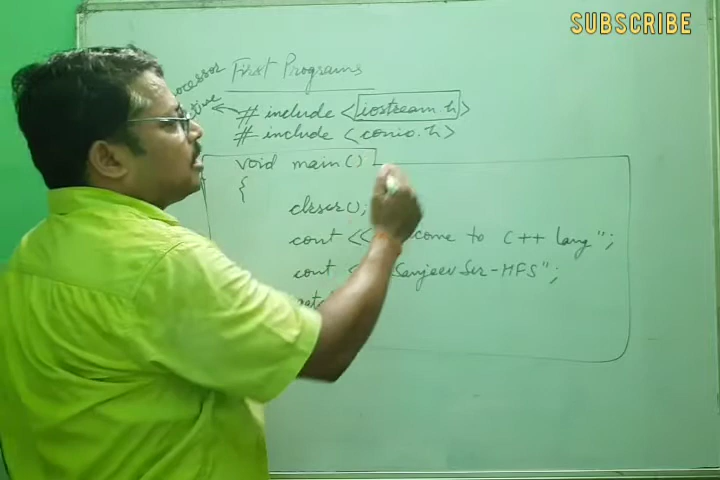 SUBSCRIBE
First Programs
# include <iostream.h>
# include <conio.h>
void main()
{
clrscr();
cout << come to C++ lang";
cout < Sanjeev Sir-MFS";